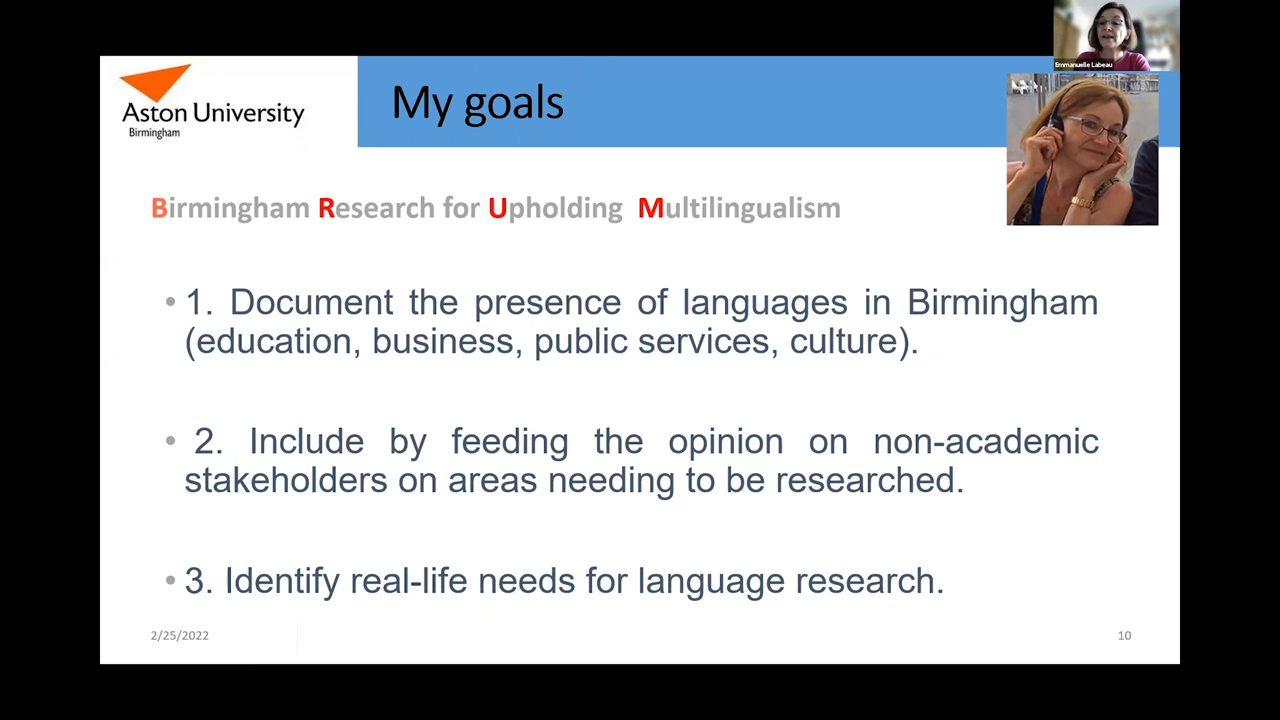 Emmanuelle Labeau
Aston University
Birmingham
My goals
Birmingham Research for Upholding Multilingualism
• 1. Document the presence of languages in Birmingham
(education, business, public services, culture).
• 2. Include by feeding the opinion on non-academic
stakeholders on areas needing to be researched.
• 3. Identify real-life needs for language research.
2/25/2022
10